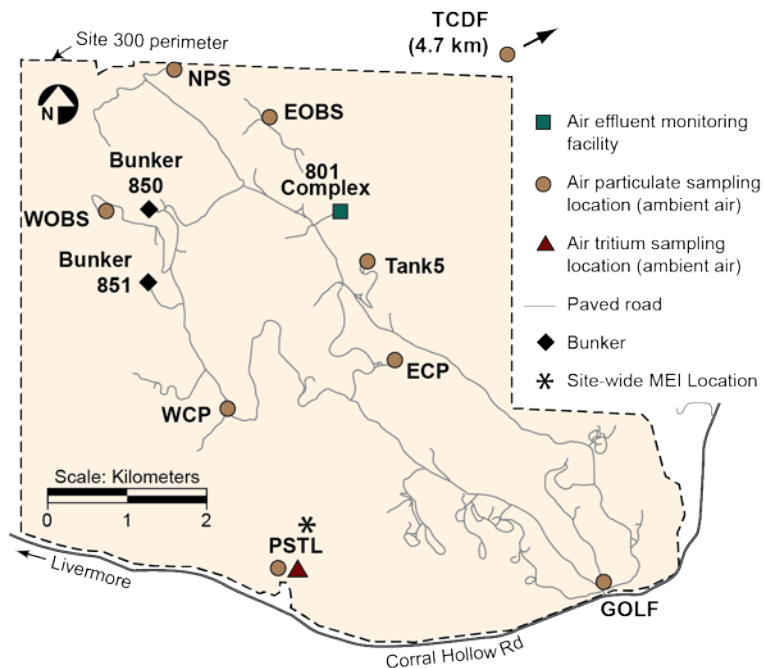 TCDF
(4.7 km)
Site 300 perimeter
NPS
N
EOBS
Bunker
850
801
Complex
WOBS
Bunker
851
Tank5
ECP
WCP
Scale: Kilometers
0 1 2
PSTL
Livermore
GOLF
Corral Hollow Rd
Air effluent monitoring
facility
Air particulate sampling
location (ambient air)
Air tritium sampling
location (ambient air)
Paved road
Bunker
Site-wide MEI Location